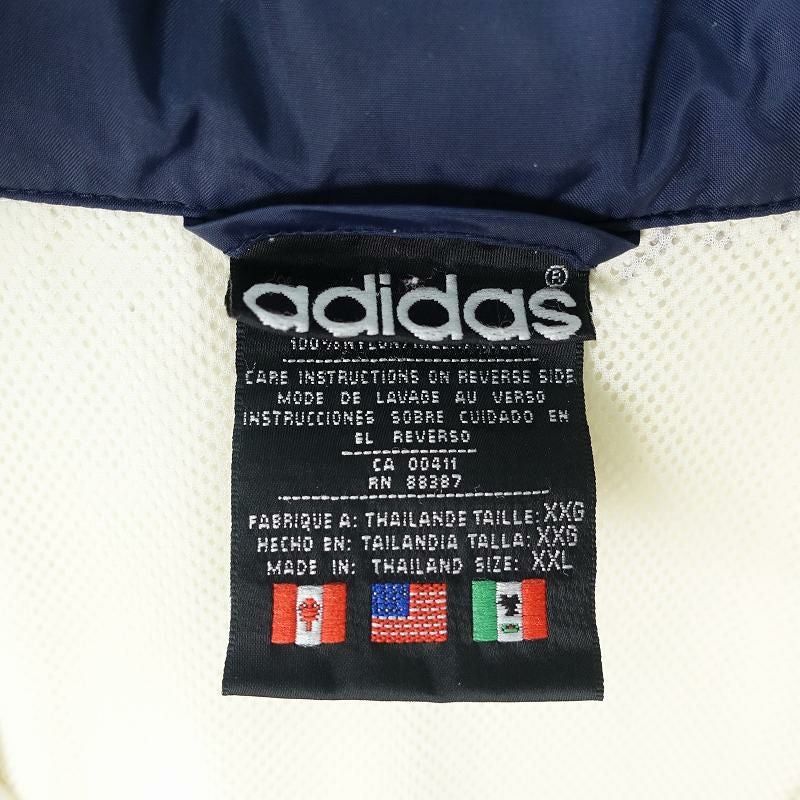 adidas®
CARE INSTRUCTIONS ON REVERSE SIDE
MODE DE LAVAGE AU VERSO
INSTRUCCIONES SOBRE CUIDADO EN
EL REVERSO
CA 00411
RN 88387
FABRIQUE A: THAILANDE TAILLE: XXG
HECHO EN: TAILANDIA TALLA: XXG
MADE IN: THAILAND SIZE: XXL